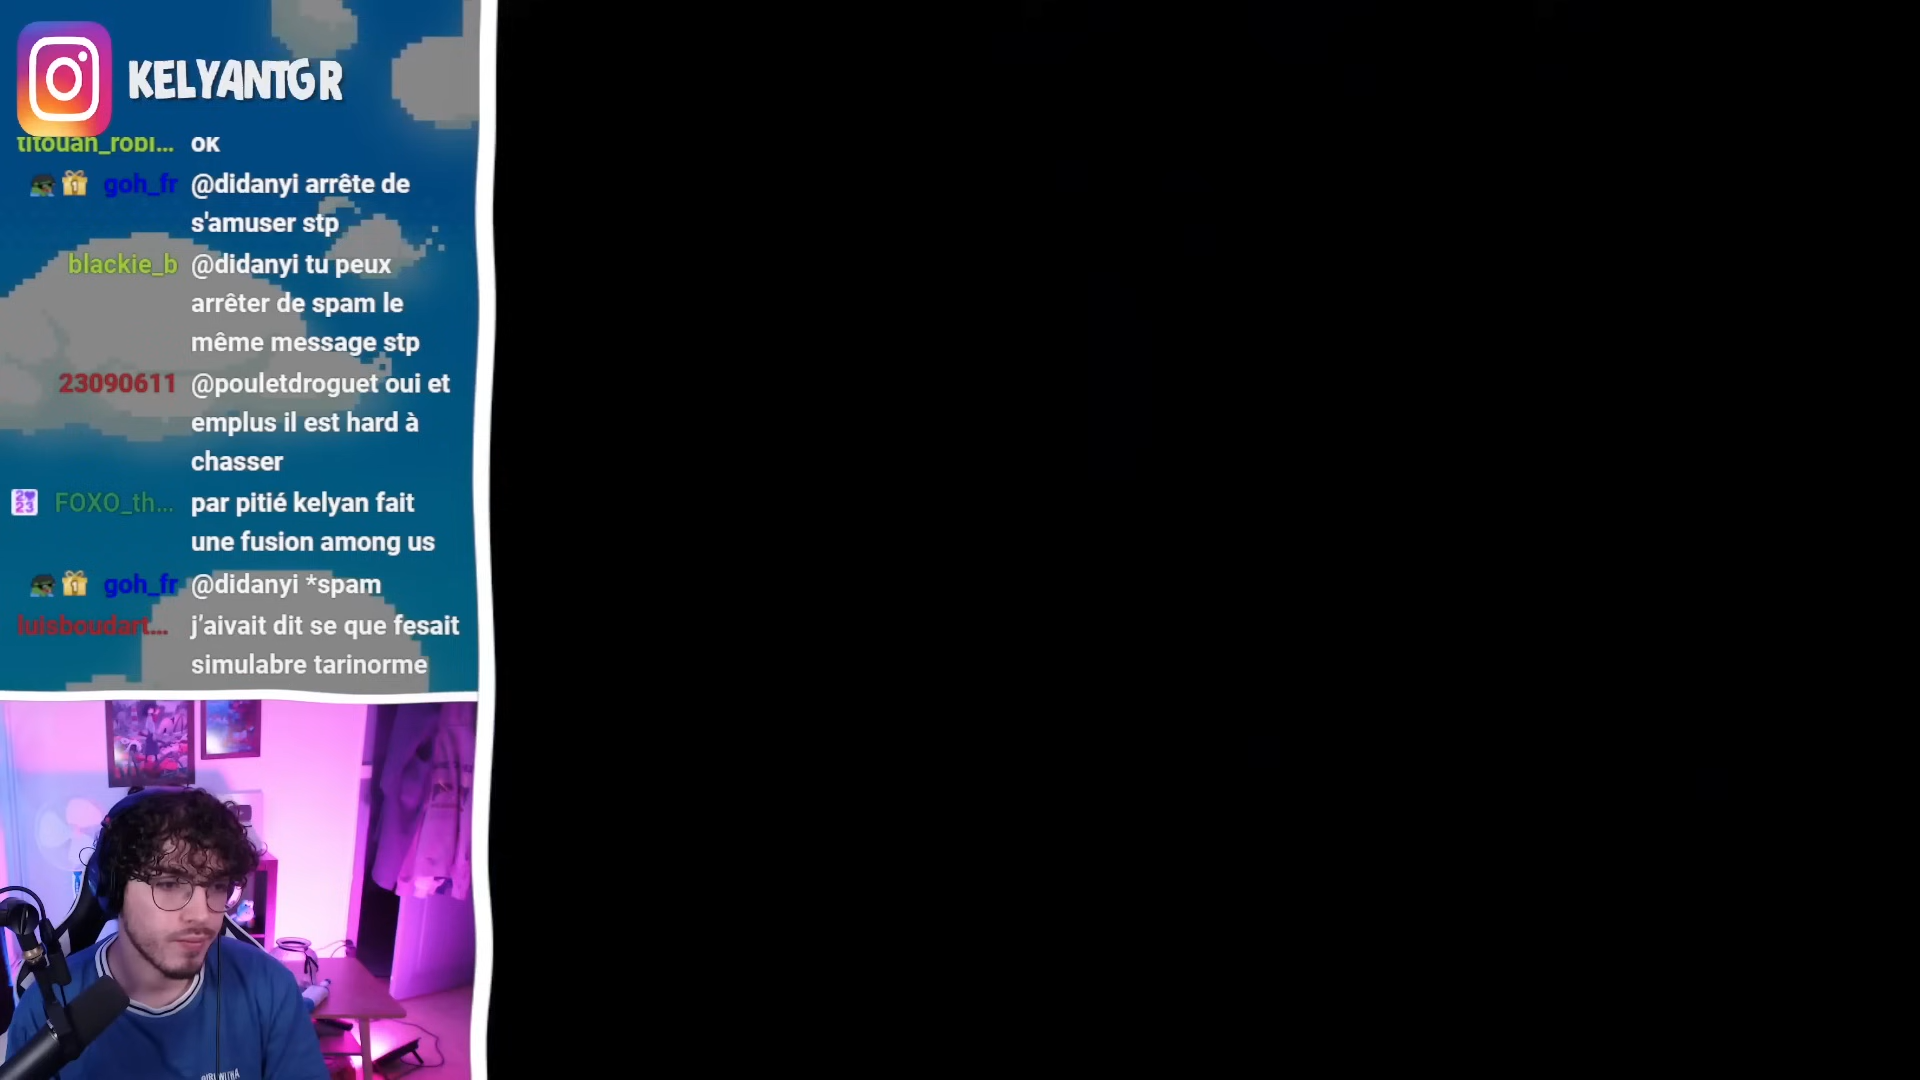 KELYANTGR
titouan_robi... ok
goh_fr @didanyi arrête de
s'amuser stp
blackie_b @didanyi tu peux
arrêter de spam le
même message stp
23090611 @pouletdroguet oui et
emplus il est hard à
chasser
FOXO_th... par pitié kelyan fait
une fusion among us
goh_fr @didanyi *spam
luisboudart... j'aivait dit se que fesait
simulabre tarinorme